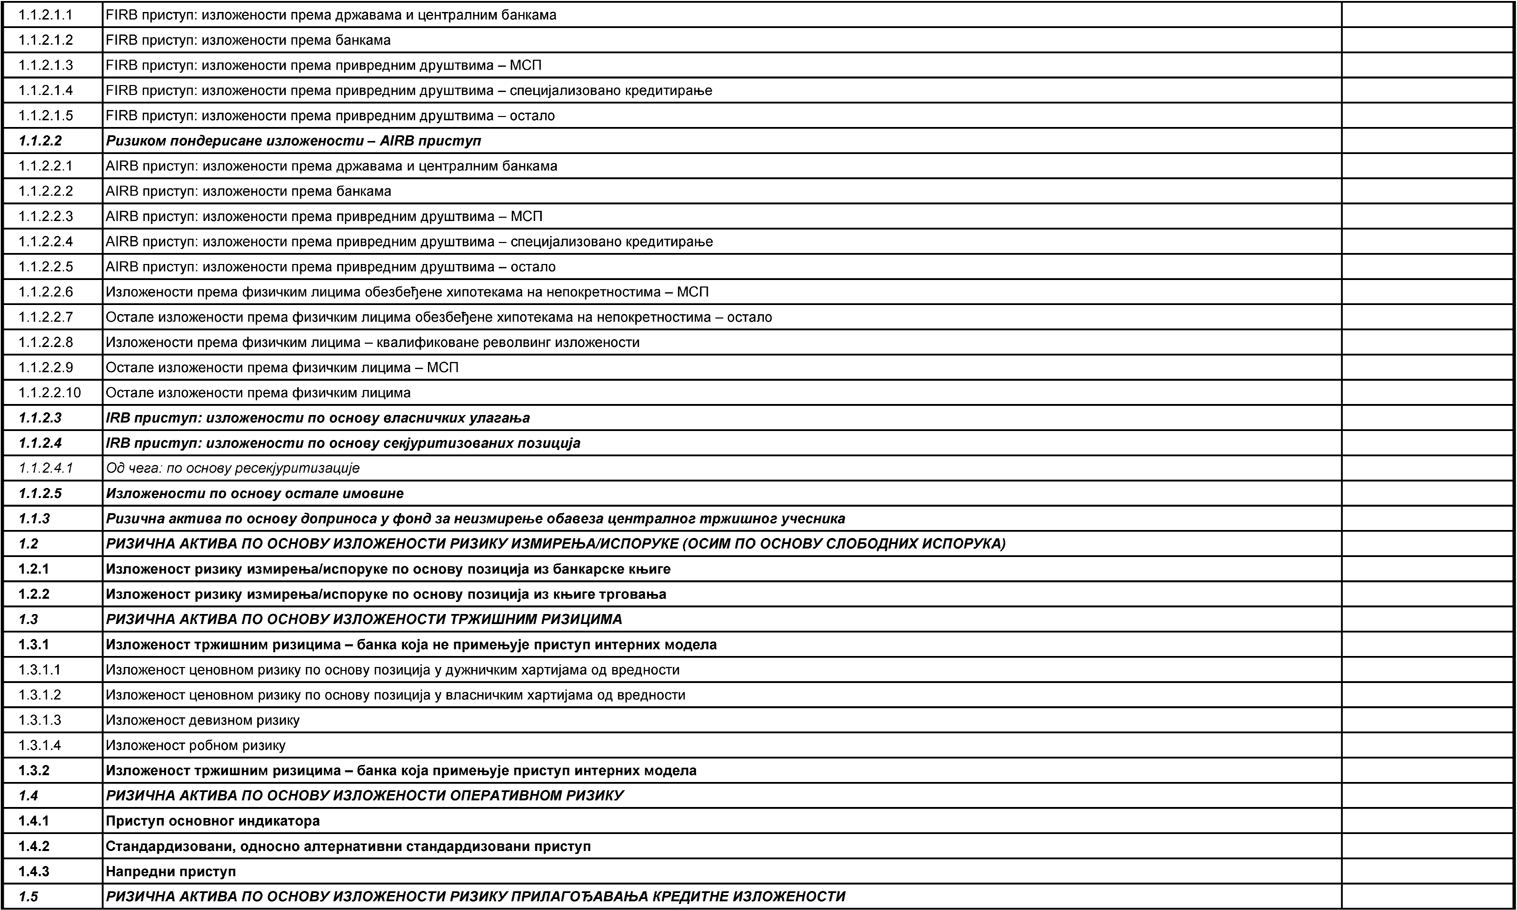 1.1.2.1.1 FIRB приступ: изложености према државама и централним банкама
1.1.2.1.2 FIRB приступ: изложености према банкама
1.1.2.1.3 FIRB приступ: изложености према привредним друштвима – МСП
1.1.2.1.4 FIRB приступ: изложености према привредним друштвима – специјализовано кредитирање
1.1.2.1.5 FIRB приступ: изложености према привредним друштвима – остало
1.1.2.2 Ризиком пондерисане изложености – AIRB приступ
1.1.2.2.1 AIRB приступ: изложености према државама и централним банкама
1.1.2.2.2 AIRB приступ: изложености према банкама
1.1.2.2.3 AIRB приступ: изложености према привредним друштвима – МСП
1.1.2.2.4 AIRB приступ: изложености према привредним друштвима – специјализовано кредитирање
1.1.2.2.5 AIRB приступ: изложености према привредним друштвима – остало
1.1.2.2.6 Изложености према физичким лицима обезбеђене хипотекама на непокретностима – МСП
1.1.2.2.7 Остале изложености према физичким лицима обезбеђене хипотекама на непокретностима – остало
1.1.2.2.8 Изложености према физичким лицима – квалификоване револвинг изложености
1.1.2.2.9 Остале изложености према физичким лицима – МСП
1.1.2.2.10 Остале изложености према физичким лицима
1.1.2.3 IRB приступ: изложености по основу власничких улагања
1.1.2.4 IRB приступ: изложености по основу секјуритизованих позиција
1.1.2.4.1 Од чега: по основу ресекјуритизације
1.1.2.5 Изложености по основу остале имовине
1.1.3 Ризична актива по основу доприноса у фонд за неизмирење обавеза централног тржишног учесника
1.2 РИЗИЧНА АКТИВА ПО ОСНОВУ ИЗЛОЖЕНОСТИ РИЗИКУ ИЗМИРЕЊА/ИСПОРУКЕ (ОСИМ ПО ОСНОВУ СЛОБОДНИХ ИСПОРУКА)
1.2.1 Изложеност ризику измирења/испоруке по основу позиција из банкарске књиге
1.2.2 Изложеност ризику измирења/испоруке по основу позиција из књиге трговања
1.3 РИЗИЧНА АКТИВА ПО ОСНОВУ ИЗЛОЖЕНОСТИ ТРЖИШНИМ РИЗИЦИМА
1.3.1 Изложеност тржишним ризицима – банка која не примењује приступ интерних модела
1.3.1.1 Изложеност ценовном ризику по основу позиција у дужничким хартијама од вредности
1.3.1.2 Изложеност ценовном ризику по основу позиција у власничким хартијама од вредности
1.3.1.3 Изложеност девизном ризику
1.3.1.4 Изложеност робном ризику
1.3.2 Изложеност тржишним ризицима – банка која примењује приступ интерних модела
1.4 РИЗИЧНА АКТИВА ПО ОСНОВУ ИЗЛОЖЕНОСТИ ОПЕРАТИВНОМ РИЗИКУ
1.4.1 Приступ основног индикатора
1.4.2 Стандардизовани, односно алтернативни стандардизовани приступ
1.4.3 Напредни приступ
1.5 РИЗИЧНА АКТИВА ПО ОСНОВУ ИЗЛОЖЕНОСТИ РИЗИКУ ПРИЛАГОЂАВАЊА КРЕДИТНЕ ИЗЛОЖЕНОСТИ